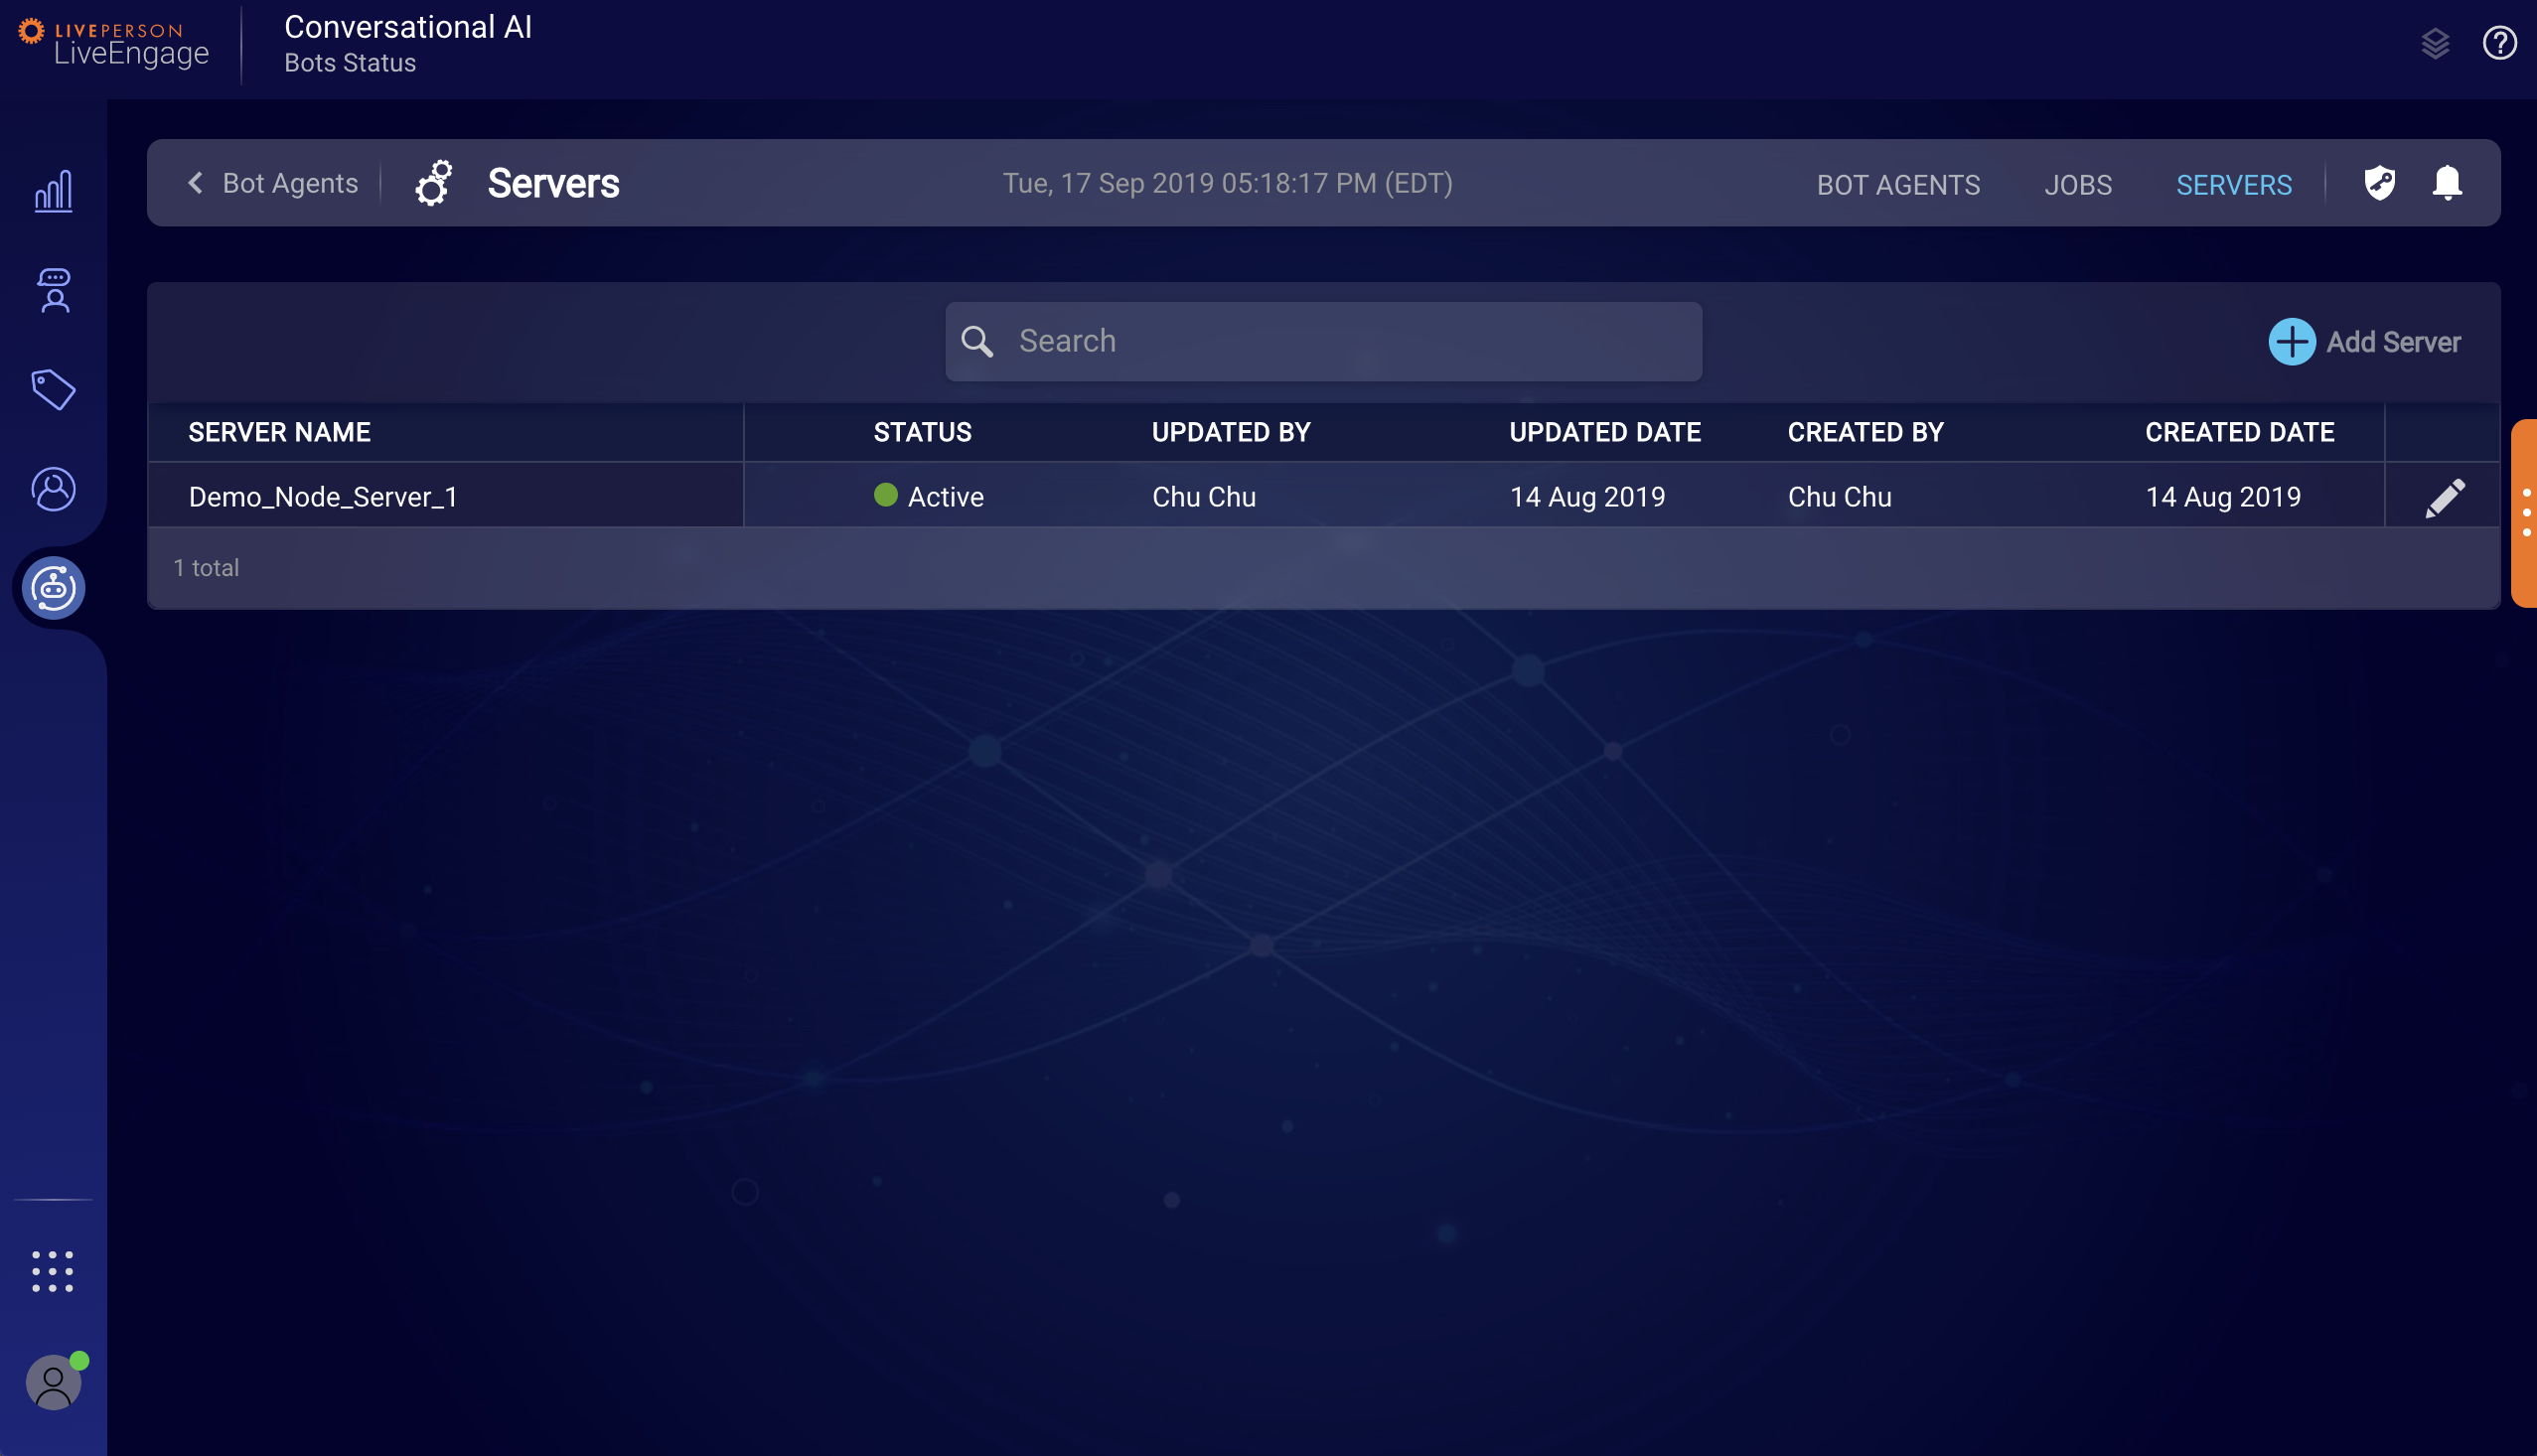 LIVEPERSON
LiveEngage
Conversational AI
Bots Status
Bot Agents
Servers
Tue, 17 Sep 2019 05:18:17 PM (EDT)
BOT AGENTS
JOBS
SERVERS
Search
Add Server
SERVER NAME STATUS UPDATED BY UPDATED DATE CREATED BY CREATED DATE
Demo_Node_Server_1 Active Chu Chu 14 Aug 2019 Chu Chu 14 Aug 2019
1 total